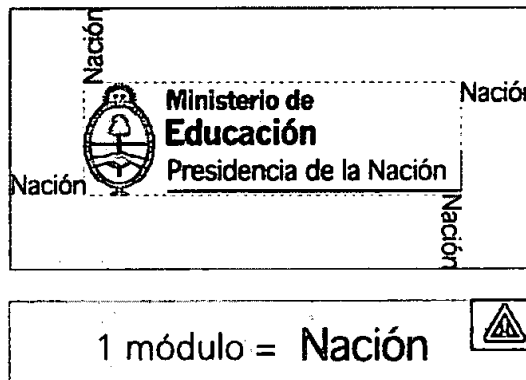 Nación
Ministerio de
Educación
Presidencia de la Nación
Nación
Nación
Nación
1 módulo = Nación